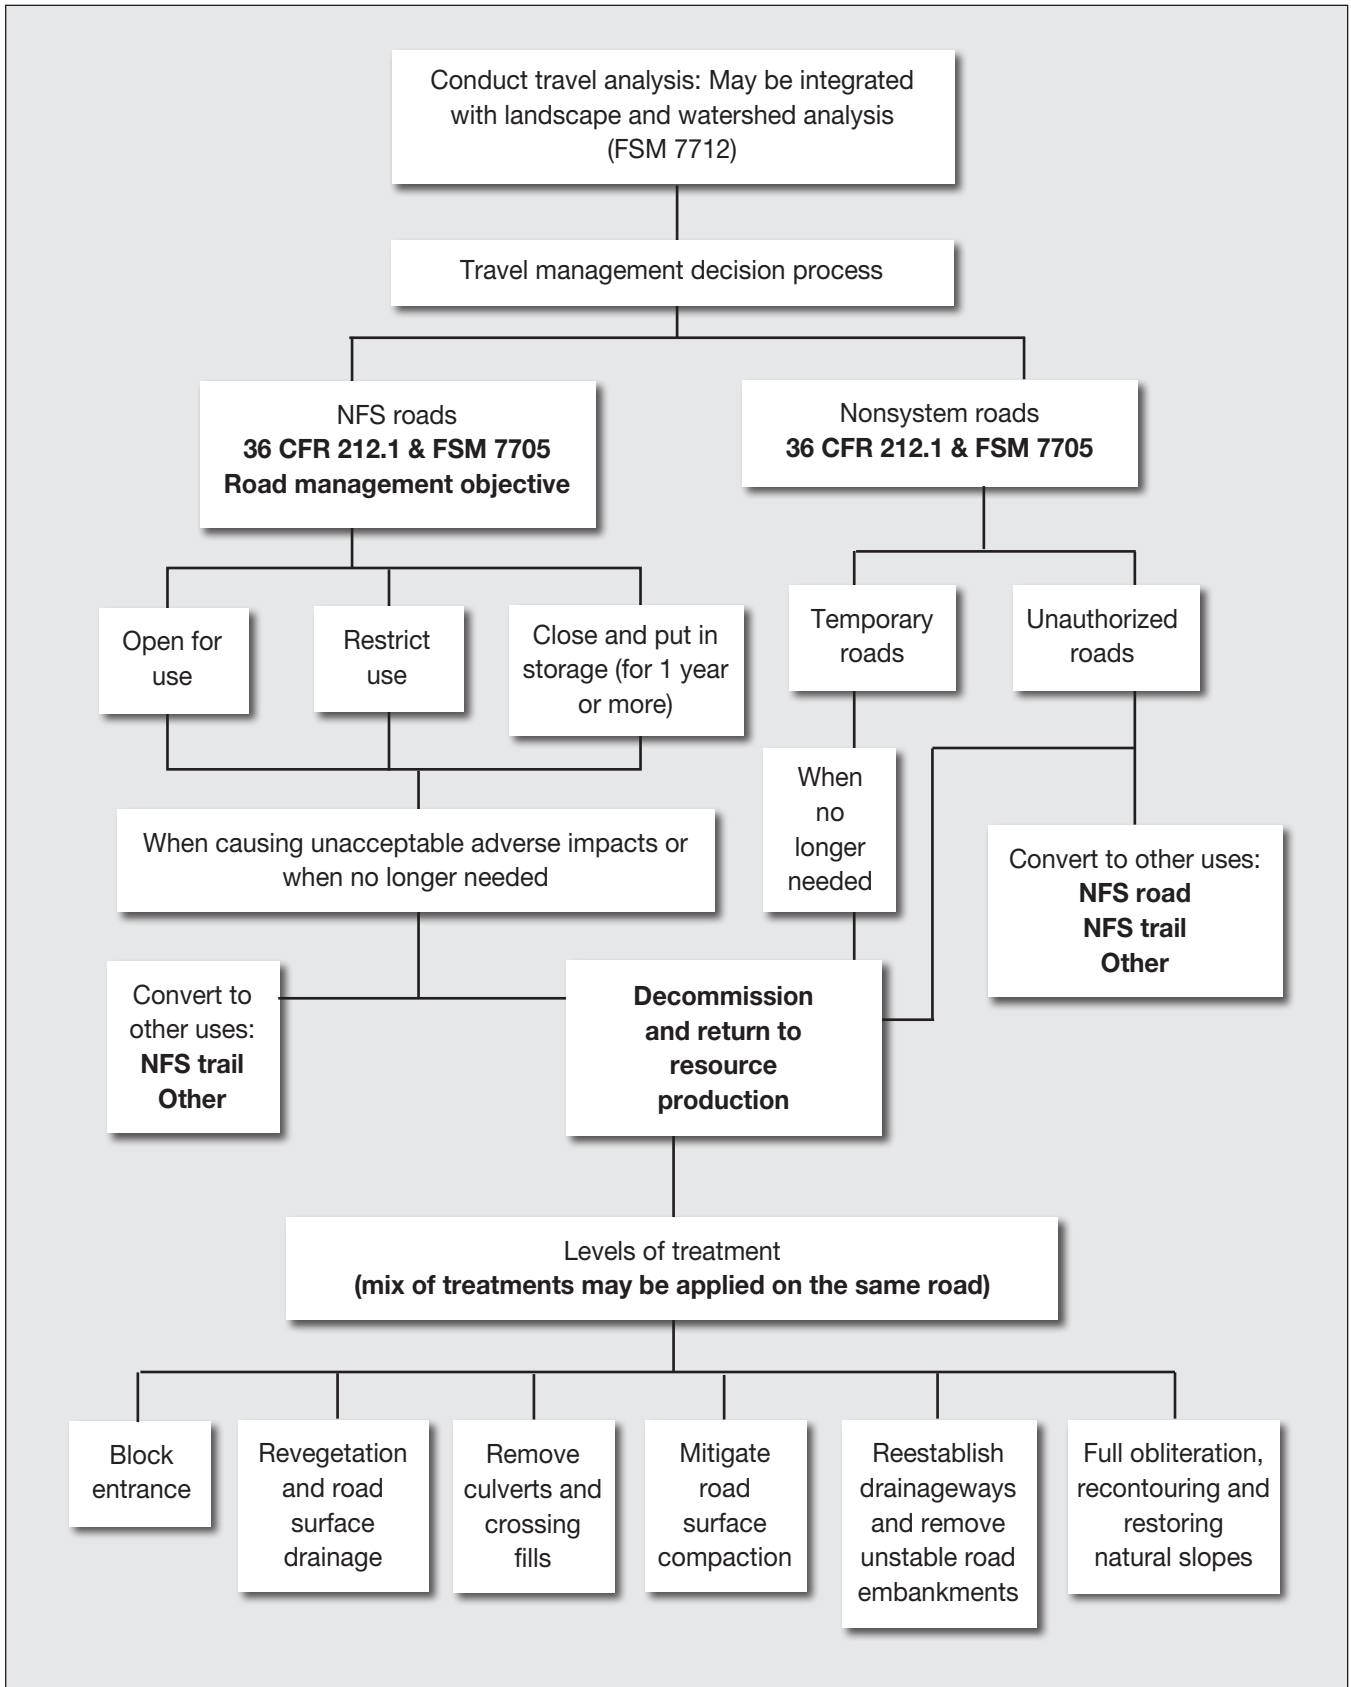 Conduct travel analysis: May be integrated
with landscape and watershed analysis
(FSM 7712)
Travel management decision process
NFS roads
36 CFR 212.1 & FSM 7705
Road management objective
Nonsystem roads
36 CFR 212.1 & FSM 7705
Open for
use
Restrict
use
Close and put in
storage (for 1 year
or more)
Temporary
roads
Unauthorized
roads
When causing unacceptable adverse impacts or
when no longer needed
When
no
longer
needed
Convert to other uses:
NFS road
NFS trail
Other
Convert to
other uses:
NFS trail
Other
Decommission
and return to
resource
production
Levels of treatment
(mix of treatments may be applied on the same road)
Block
entrance
Revegetation
and road
surface
drainage
Remove
culverts and
crossing
fills
Mitigate
road
surface
compaction
Reestablish
drainageways
and remove
unstable road
embankments
Full obliteration,
recontouring and
restoring
natural slopes